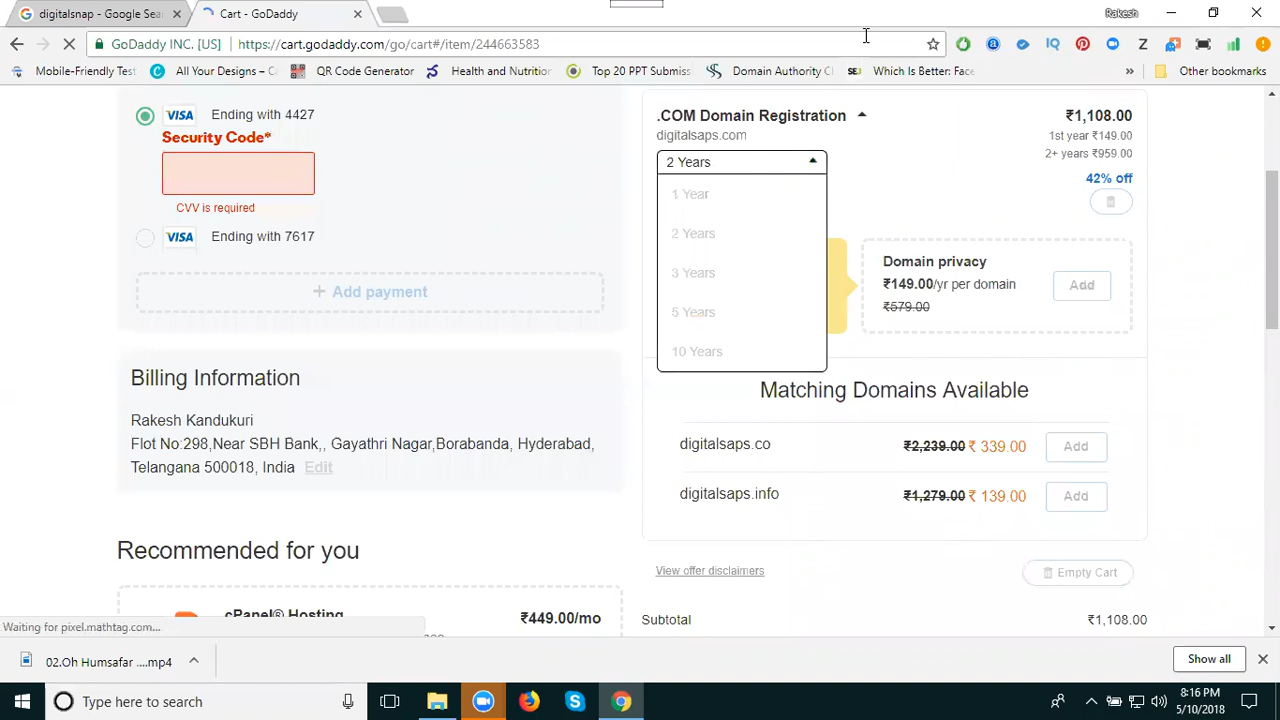 digitalsnap - Google Sea
Cart - GoDaddy
Rakesh
GoDaddy INC. [US]
https://cart.godaddy.com/go/cart#/item/244663583
Mobile-Friendly Test
All Your Designs – C
QR Code Generator
Health and Nutrition
Top 20 PPT Submiss
Domain Authority Cl
Which Is Better: Face
»
Other bookmarks
VISA Ending with 4427
Security Code*
CVV is required
VISA Ending with 7617
+ Add payment
Billing Information
Rakesh Kandukuri
Flot No:298,Near SBH Bank,, Gayathri Nagar,Borabanda, Hyderabad,
Telangana 500018, India Edit
Recommended for you
cPanel® Hosting
₹449.00/mo
.COM Domain Registration
₹1,108.00
digitalsaps.com
1st year ₹149.00
2+ years ₹959.00
42% off
2 Years
1 Year
2 Years
3 Years
5 Years
10 Years
Domain privacy
₹149.00/yr per domain
₹579.00
Add
Matching Domains Available
digitalsaps.co ₹2,239.00 ₹ 339.00 Add
digitalsaps.info ₹1,279.00 ₹ 139.00 Add
View offer disclaimers
Empty Cart
Subtotal ₹1,108.00
Waiting for pixel.mathtag.com...
02.Oh Humsafar ....mp4
Show all
Type here to search
8:16 PM
5/10/2018